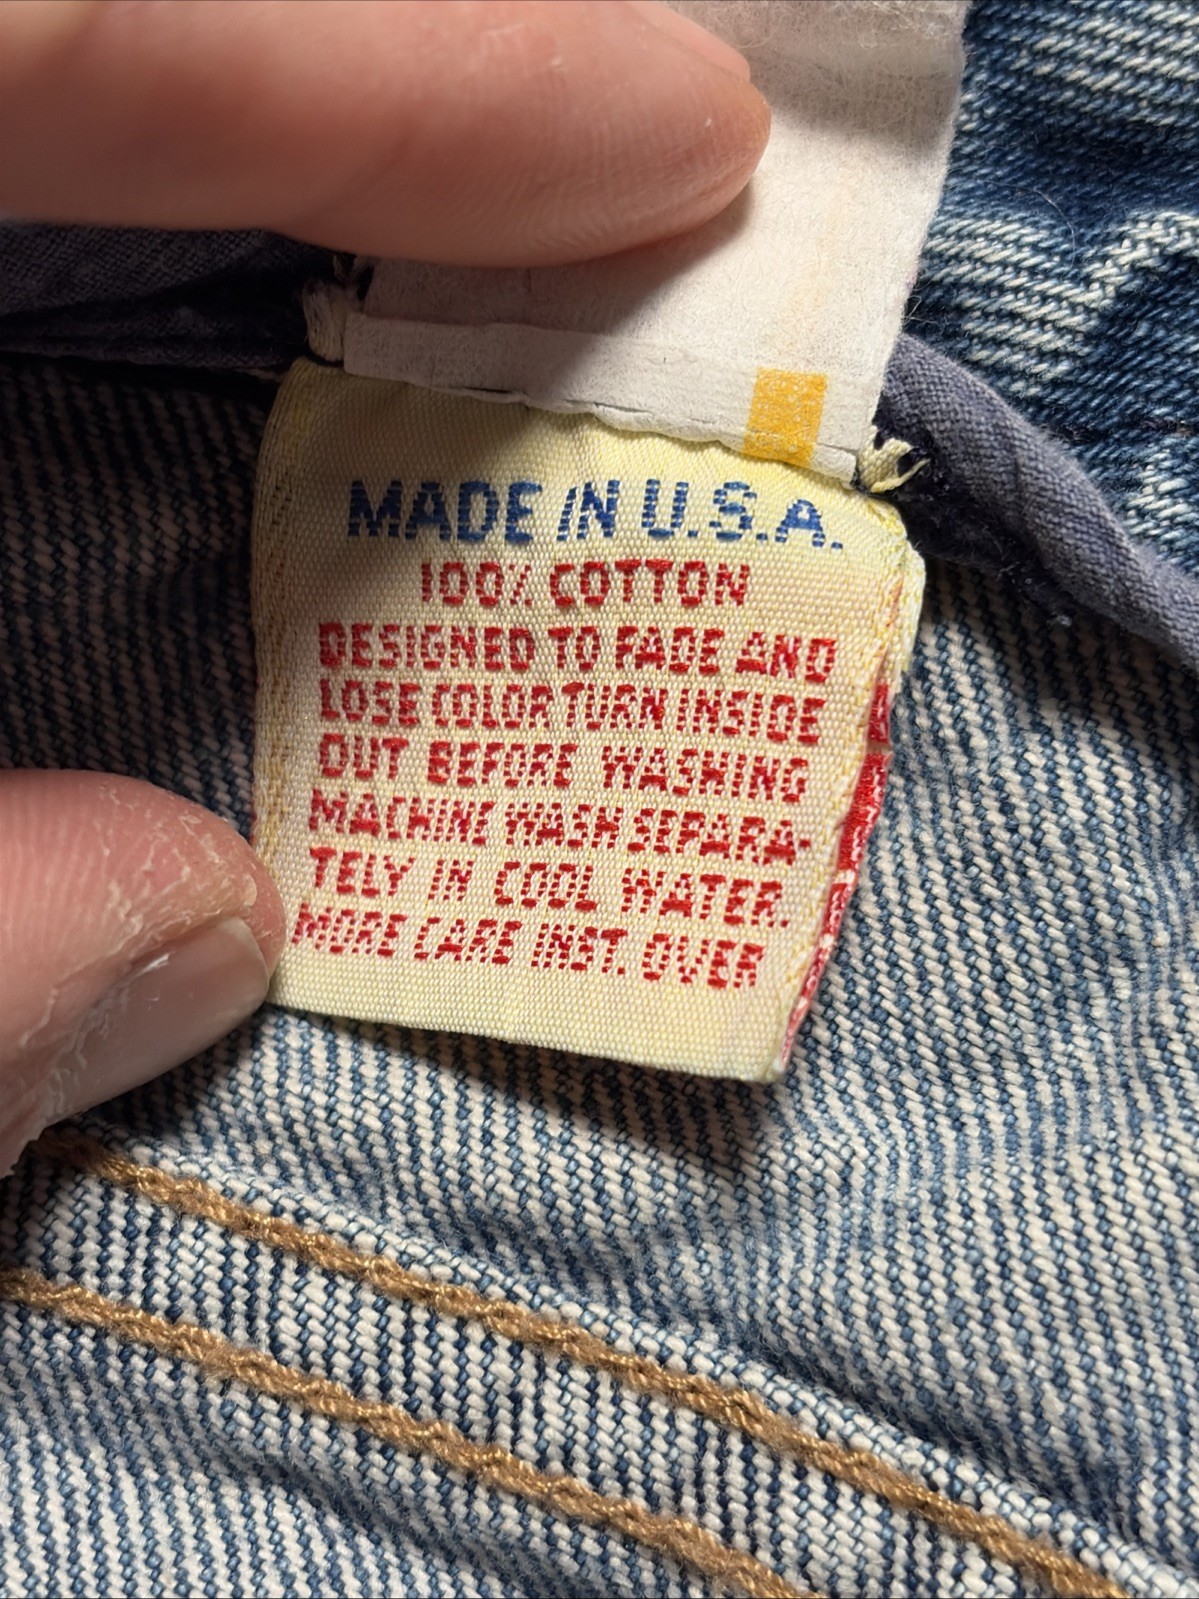 MADE IN U.S.A.
100% COTTON
DESIGNED TO FADE AND
LOSE COLOR TURN INSIDE
OUT BEFORE WASHING
MACHINE WASH SEPARA-
TELY IN COOL WATER.
MORE CARE INST. OVER